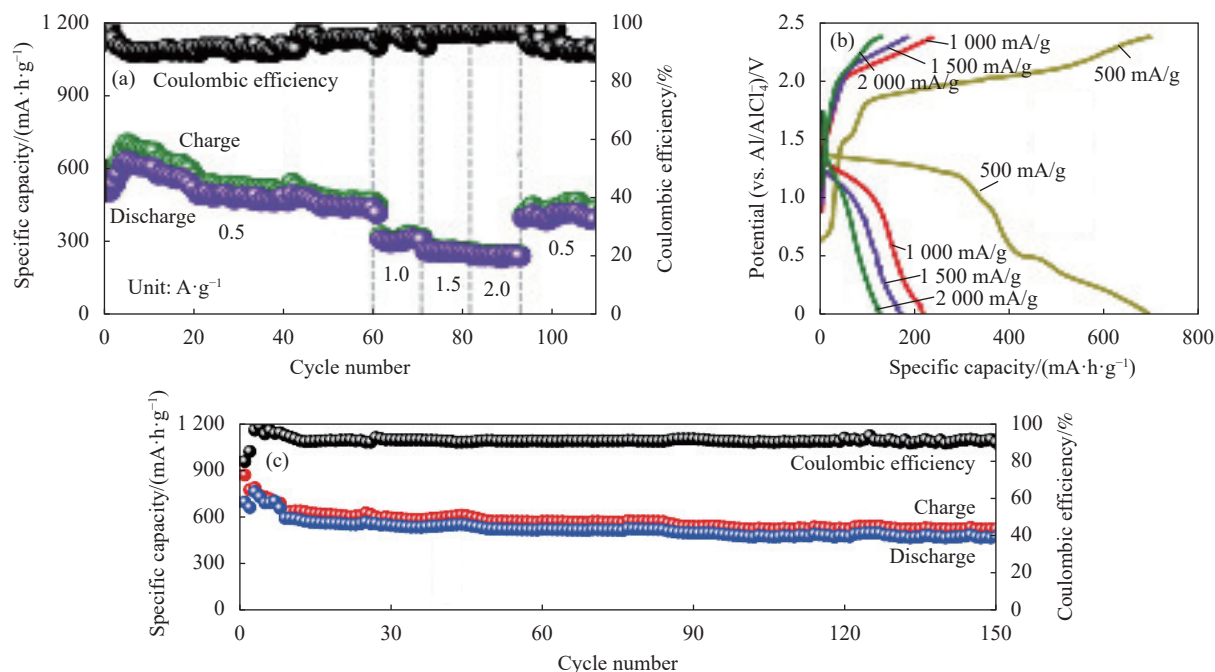 1 200
900
600
300
0
Specific capacity/(mA·h·g⁻¹)
(a)
Coulombic efficiency
Charge
Discharge
0.5
1.0
1.5
2.0
0.5
Unit: A·g⁻¹
100
80
60
40
20
0
Coulombic efficiency/%
0
20
40
60
80
100
Cycle number
2.5
2.0
1.5
1.0
0.5
0
Potential (vs. Al/AlCl₄⁻)/V
(b)
1 000 mA/g
1 500 mA/g
2 000 mA/g
500 mA/g
500 mA/g
1 000 mA/g
1 500 mA/g
2 000 mA/g
0
200
400
600
800
Specific capacity/(mA·h·g⁻¹)
1 200
900
600
300
0
Specific capacity/(mA·h·g⁻¹)
(c)
Coulombic efficiency
Charge
Discharge
100
80
60
40
20
0
Coulombic efficiency/%
0
30
60
90
120
150
Cycle number